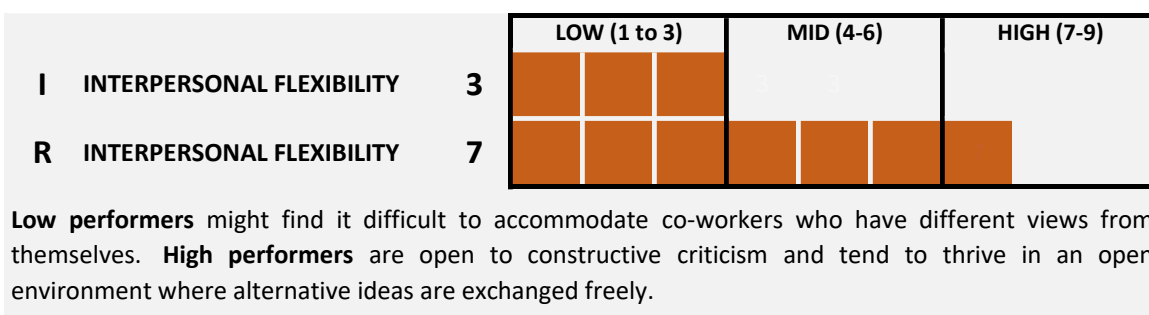 LOW (1 to 3) MID (4-6) HIGH (7-9)
I INTERPERSONAL FLEXIBILITY 3
3 3
R INTERPERSONAL FLEXIBILITY 7
Low performers might find it difficult to accommodate co-workers who have different views from
themselves. High performers are open to constructive criticism and tend to thrive in an open
environment where alternative ideas are exchanged freely.